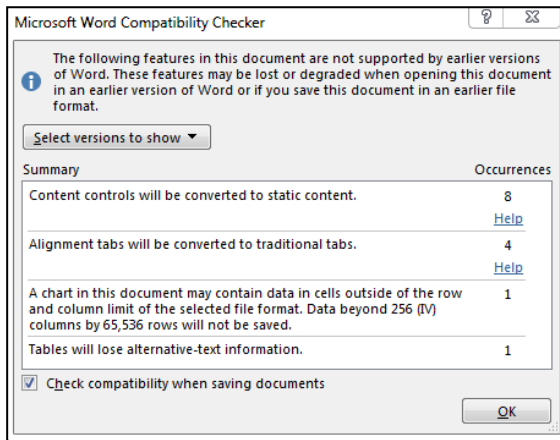 Microsoft Word Compatibility Checker
The following features in this document are not supported by earlier versions
of Word. These features may be lost or degraded when opening this document
in an earlier version of Word or if you save this document in an earlier file
format.
Select versions to show
Summary Occurrences
Content controls will be converted to static content. 8
Help
Alignment tabs will be converted to traditional tabs. 4
Help
A chart in this document may contain data in cells outside of the row 1
and column limit of the selected file format. Data beyond 256 (IV)
columns by 65,536 rows will not be saved.
Tables will lose alternative-text information. 1
Check compatibility when saving documents
OK